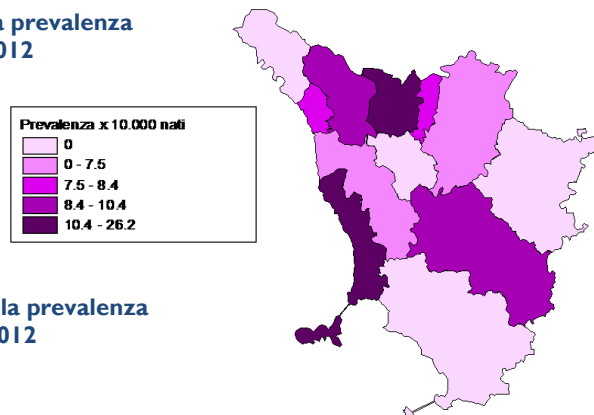 a prevalenza
012
Prevalenza x 10.000 nati
0
0 - 7.5
7.5 - 8.4
8.4 - 10.4
10.4 - 26.2
la prevalenza
012